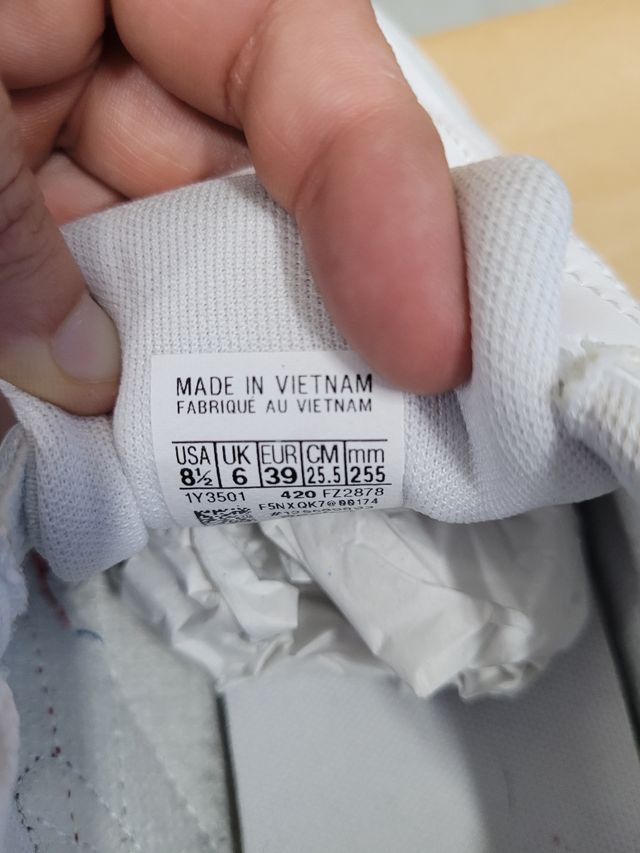 MADE IN VIETNAM
FABRIQUE AU VIETNAM
USA UK EUR CM mm
8½ 6 39 25.5 255
1Y3501 420 FZ2878
F5NXQK7@00174